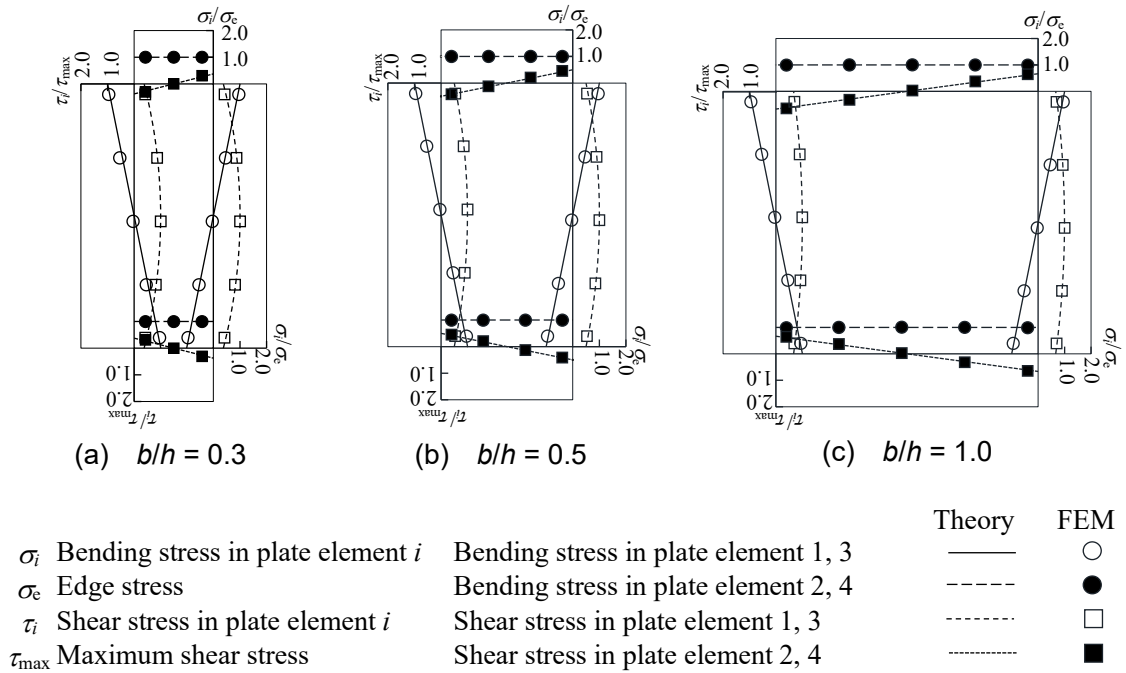 σi/σe
2.0
1.0
τi/τmax
2.0
1.0
1.0
2.0
σi/σe
1.0
2.0
τi/τmax
(a) b/h = 0.3
σi/σe
2.0
1.0
τi/τmax
2.0
1.0
1.0
2.0
σi/σe
1.0
2.0
τi/τmax
(b) b/h = 0.5
σi/σe
2.0
1.0
τi/τmax
2.0
1.0
1.0
2.0
σi/σe
1.0
2.0
τi/τmax
(c) b/h = 1.0
Theory FEM
σi Bending stress in plate element i Bending stress in plate element 1, 3
σe Edge stress Bending stress in plate element 2, 4
τi Shear stress in plate element i Shear stress in plate element 1, 3
τmax Maximum shear stress Shear stress in plate element 2, 4